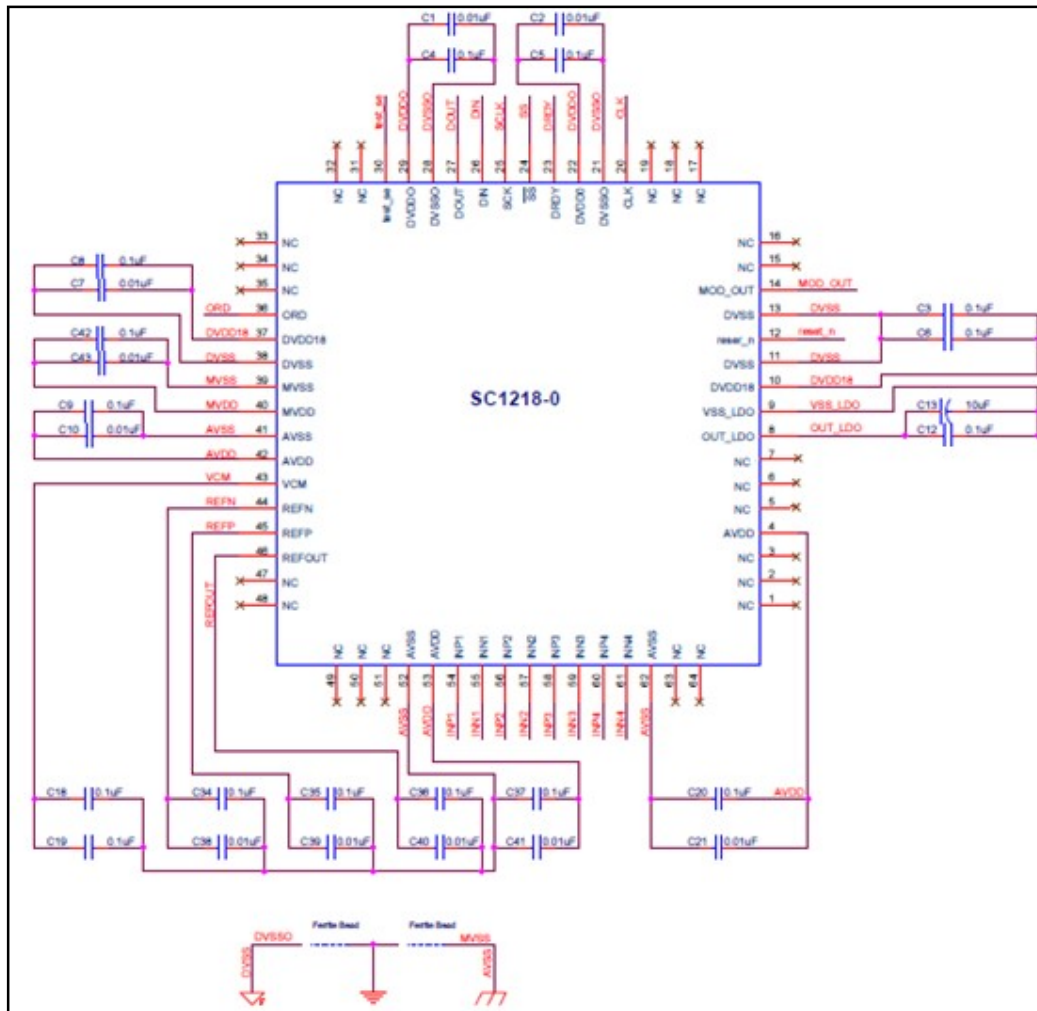 C1 0.01uF C2 0.01uF
C4 0.1uF C5 0.1uF
test_se DVDDO DVSSO DOUT DIN SCLK SS DRDY DVDDO DVSSO CLK
32 31 30 29 28 27 26 25 24 23 22 21 20 19 18 17
NC NC test_se DVDDO DVSSO DOUT DIN SCK SS DRDY DVDDO DVSSO CLK NC NC NC
33 NC
34 NC
35 NC
ORD 36 ORD
DVDD18 37 DVDD18
DVSS 38 DVSS
MVSS 39 MVSS
MVDD 40 MVDD
AVSS 41 AVSS
AVDD 42 AVDD
VCM 43 VCM
REFN 44 REFN
REFP 45 REFP
46 REFOUT
47 NC
48 NC
REFOUT
C8 0.1uF
C7 0.01uF
C42 0.1uF
C43 0.01uF
C9 0.1uF
C10 0.01uF
SC1218-0
NC 16
NC 15
MOD_OUT 14 MOD_OUT
DVSS 13 DVSS
reser_n 12 reset_n
DVSS 11 DVSS
DVDD18 10 DVDD18
VSS_LDO 9 VSS_LDO
OUT_LDO 8 OUT_LDO
NC 7
NC 6
NC 5
AVDD 4
NC 3
NC 2
NC 1
C3 0.1uF
C6 0.1uF
C13 10uF
C12 0.1uF
NC NC NC AVSS AVDD INP1 INN1 INP2 INN2 INP3 INN3 INP4 INN4 AVSS NC NC
49 50 51 52 53 54 55 56 57 58 59 60 61 62 63 64
AVSS AVDD INP1 INN1 INP2 INN2 INP3 INN3 INP4 INN4 AVSS
C18 0.1uF C34 0.1uF C35 0.1uF C36 0.1uF C37 0.1uF C20 0.1uF AVDD
C19 0.1uF C38 0.01uF C39 0.01uF C40 0.01uF C41 0.01uF C21 0.01uF
Ferrite Bead Ferrite Bead
DVSSO MVSS
DVSS AVSS